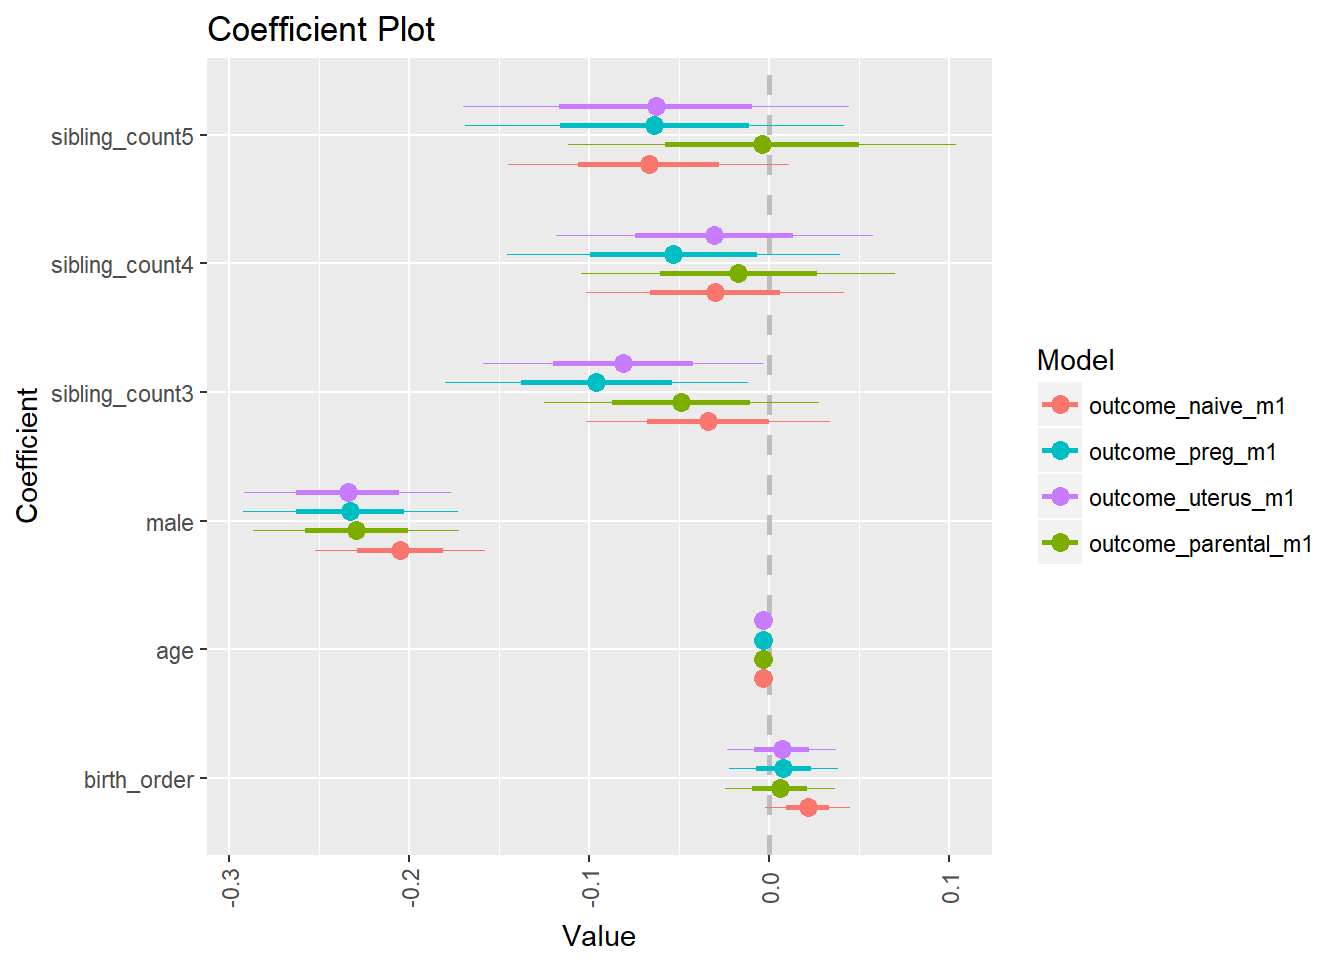 Coefficient Plot
Coefficient
sibling_count5
sibling_count4
sibling_count3
male
age
birth_order
-0.3
-0.2
-0.1
0.0
0.1
Value
Model
outcome_naive_m1
outcome_preg_m1
outcome_uterus_m1
outcome_parental_m1